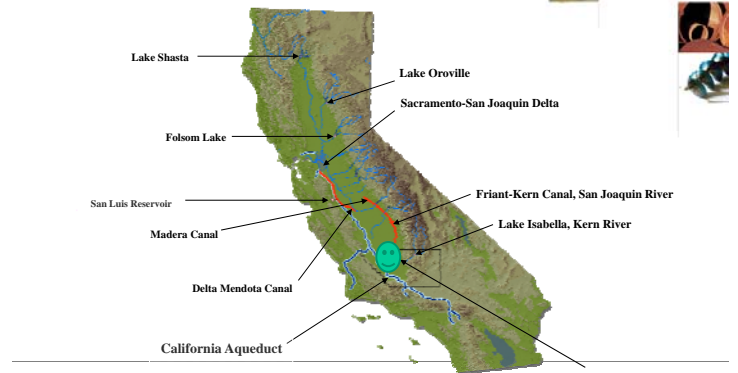 Lake Shasta
Lake Oroville
Sacramento-San Joaquin Delta
Folsom Lake
San Luis Reservoir
Friant-Kern Canal, San Joaquin River
Madera Canal
Lake Isabella, Kern River
Delta Mendota Canal
California Aqueduct